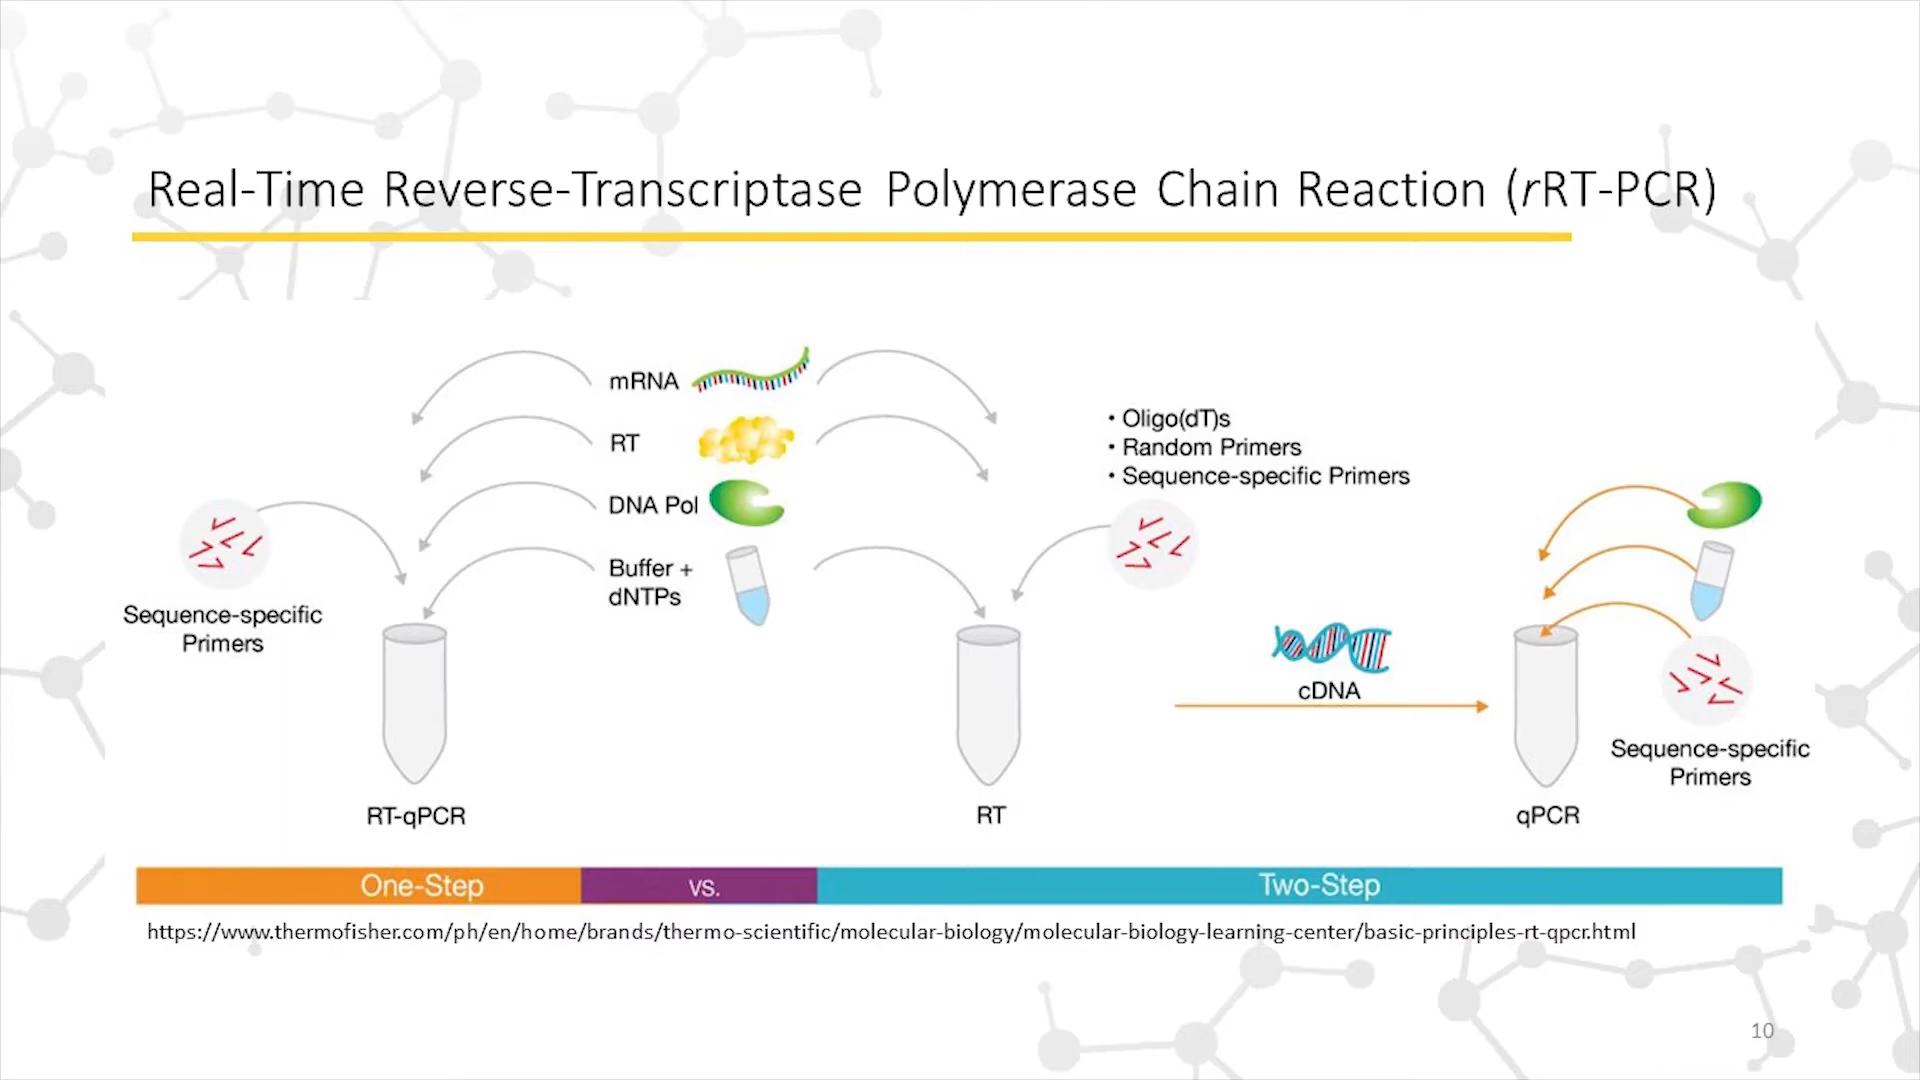 Real-Time Reverse-Transcriptase Polymerase Chain Reaction (rRT-PCR)
mRNA
RT
DNA Pol
Buffer +
dNTPs
Sequence-specific
Primers
RT-qPCR
• Oligo(dT)s
• Random Primers
• Sequence-specific Primers
RT
cDNA
Sequence-specific
Primers
qPCR
One-Step
vs.
Two-Step
https://www.thermofisher.com/ph/en/home/brands/thermo-scientific/molecular-biology/molecular-biology-learning-center/basic-principles-rt-qpcr.html
10